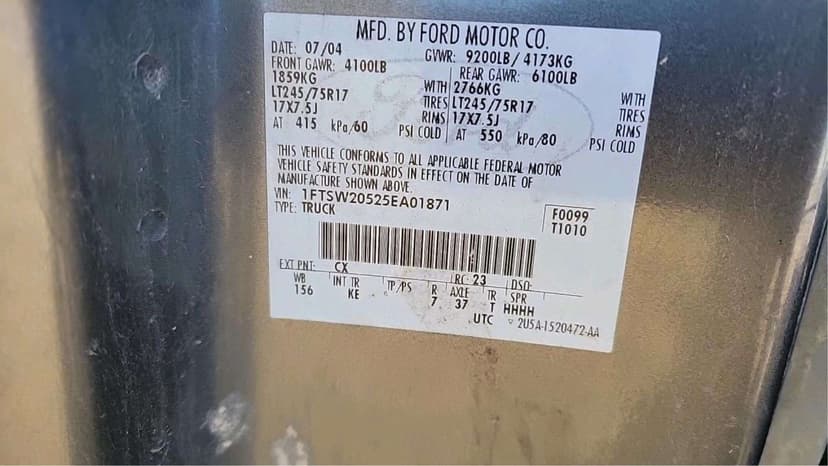 MFD. BY FORD MOTOR CO.
DATE: 07/04 GVWR: 9200LB/ 4173KG
FRONT GAWR: 4100LB REAR GAWR: 6100LB
1859KG WITH 2766KG WITH
LT245/75R17 TIRES LT245/75R17 TIRES
17X7.5J RIMS 17X7.5J RIMS
AT 415 kPa/60 PSI COLD AT 550 kPa/80 PSI COLD
THIS VEHICLE CONFORMS TO ALL APPLICABLE FEDERAL MOTOR
VEHICLE SAFETY STANDARDS IN EFFECT ON THE DATE OF
MANUFACTURE SHOWN ABOVE.
VIN: 1FTSW20525EA01871
TYPE: TRUCK
F0099
T1010
EXT PNT: CX RC: 23 DSO:
WB INT TR TP/PS R AXLE TR SPR
156 KE 7 37 T HHHH
UTC ▽ 2U5A-1520472-AA